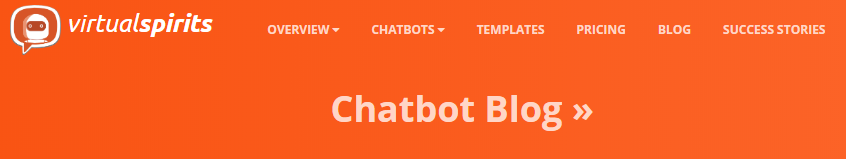 virtualspirits
OVERVIEW CHATBOTS TEMPLATES PRICING BLOG SUCCESS STORIES
Chatbot Blog »